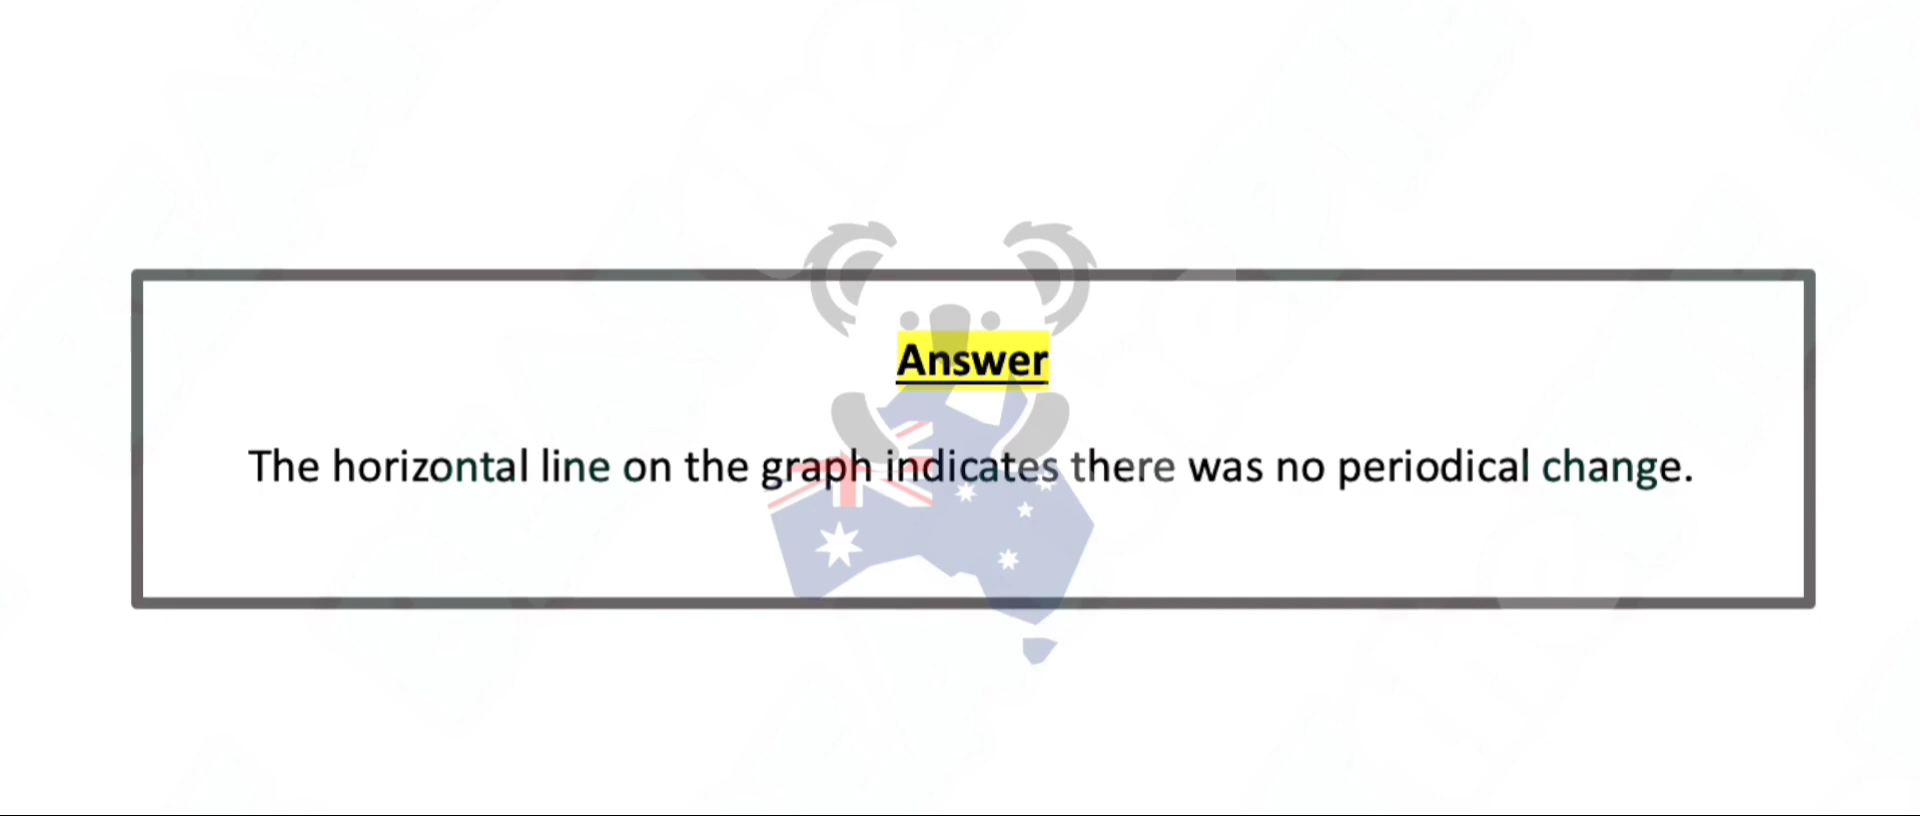 Answer
The horizontal line on the graph indicates there was no periodical change.